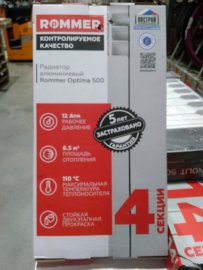 ROMMER
КОНТРОЛИРУЕМОЕ
КАЧЕСТВО
Радиатор
алюминиевый
Rommer Optima 500
5 лет
ЗАСТРАХОВАНО
ГАРАНТИЯ
12 Атм
РАБОЧЕЕ
ДАВЛЕНИЕ
6.5 м²
ПЛОЩАДЬ
ОТОПЛЕНИЯ
110 °С
МАКСИМАЛЬНАЯ
ТЕМПЕРАТУРА
ТЕПЛОНОСИТЕЛЯ
СТОЙКАЯ
ДВУХЭТАПНАЯ
ПРОКРАСКА
4 СЕКЦИИ